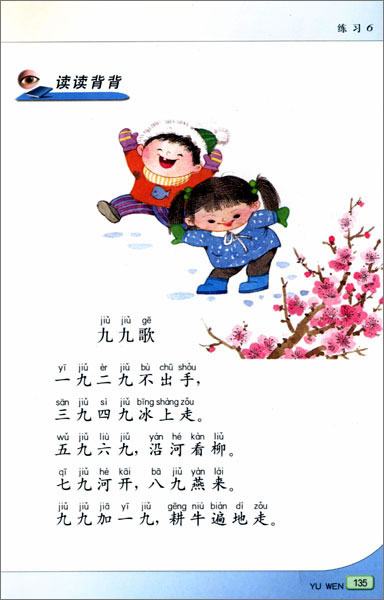 练习6
读读背背
jiǔ jiǔ gē
九九歌
yī jiǔ èr jiǔ bù chū shǒu
一九二九不出手，
sān jiǔ sì jiǔ bīng shàng zǒu
三九四九冰上走。
wǔ jiǔ liù jiǔ yán hé kàn liǔ
五九六九，沿河看柳。
qī jiǔ hé kāi bā jiǔ yàn lái
七九河开，八九燕来。
jiǔ jiǔ jiā yī jiǔ gēng niú biàn dì zǒu
九九加一九，耕牛遍地走。
YU WEN 135